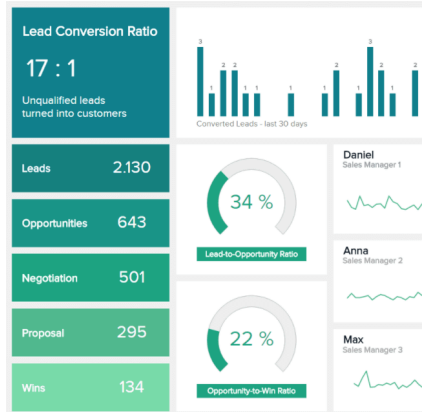 Lead Conversion Ratio
17 : 1
Unqualified leads
turned into customers
3
1
2
2
1
1
1
1
2
1
3
2
1
1
2
Converted Leads - last 30 days
Leads 2.130
Opportunities 643
Negotiation 501
Proposal 295
Wins 134
34 %
Lead-to-Opportunity Ratio
22 %
Opportunity-to-Win Ratio
Daniel
Sales Manager 1
Anna
Sales Manager 2
Max
Sales Manager 3